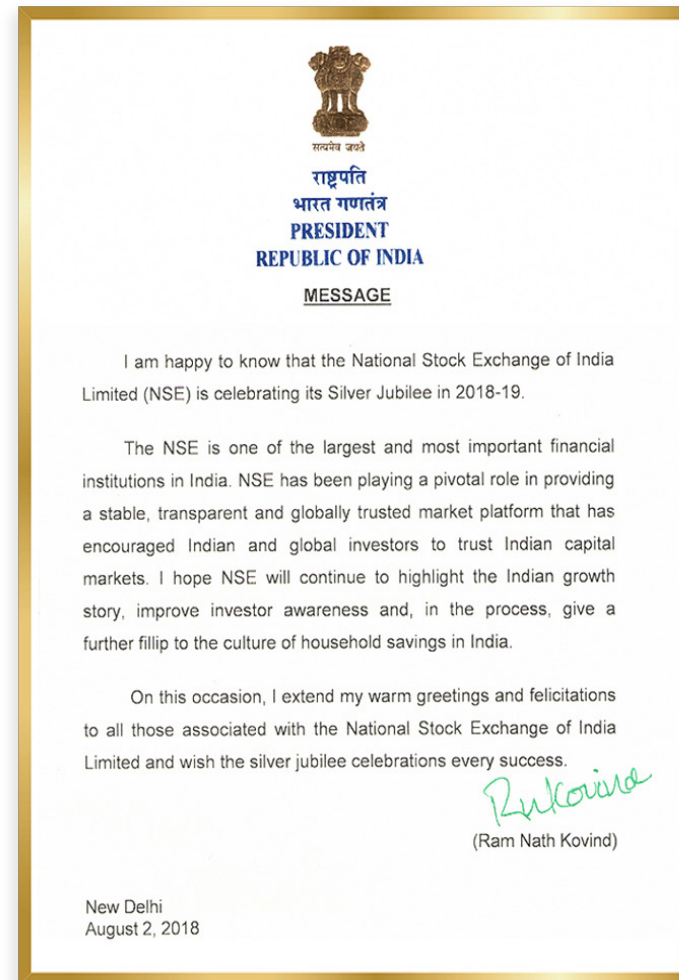 सत्यमेव जयते
राष्ट्रपति
भारत गणतंत्र
PRESIDENT
REPUBLIC OF INDIA
MESSAGE
I am happy to know that the National Stock Exchange of India
Limited (NSE) is celebrating its Silver Jubilee in 2018-19.
The NSE is one of the largest and most important financial
institutions in India. NSE has been playing a pivotal role in providing
a stable, transparent and globally trusted market platform that has
encouraged Indian and global investors to trust Indian capital
markets. I hope NSE will continue to highlight the Indian growth
story, improve investor awareness and, in the process, give a
further fillip to the culture of household savings in India.
On this occasion, I extend my warm greetings and felicitations
to all those associated with the National Stock Exchange of India
Limited and wish the silver jubilee celebrations every success.
RnKovind
(Ram Nath Kovind)
New Delhi
August 2, 2018